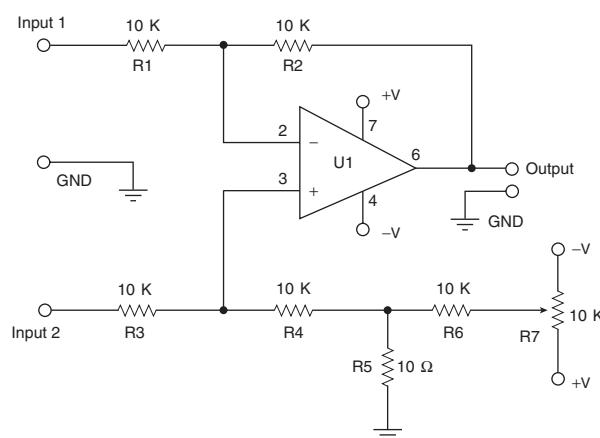 Input 1
10 K
R1
10 K
R2
+V
7
2
−
U1
6
3
+
4
−V
Output
GND
GND
Input 2
10 K
R3
10 K
R4
10 K
R6
R5
10 Ω
−V
R7
10 K
+V